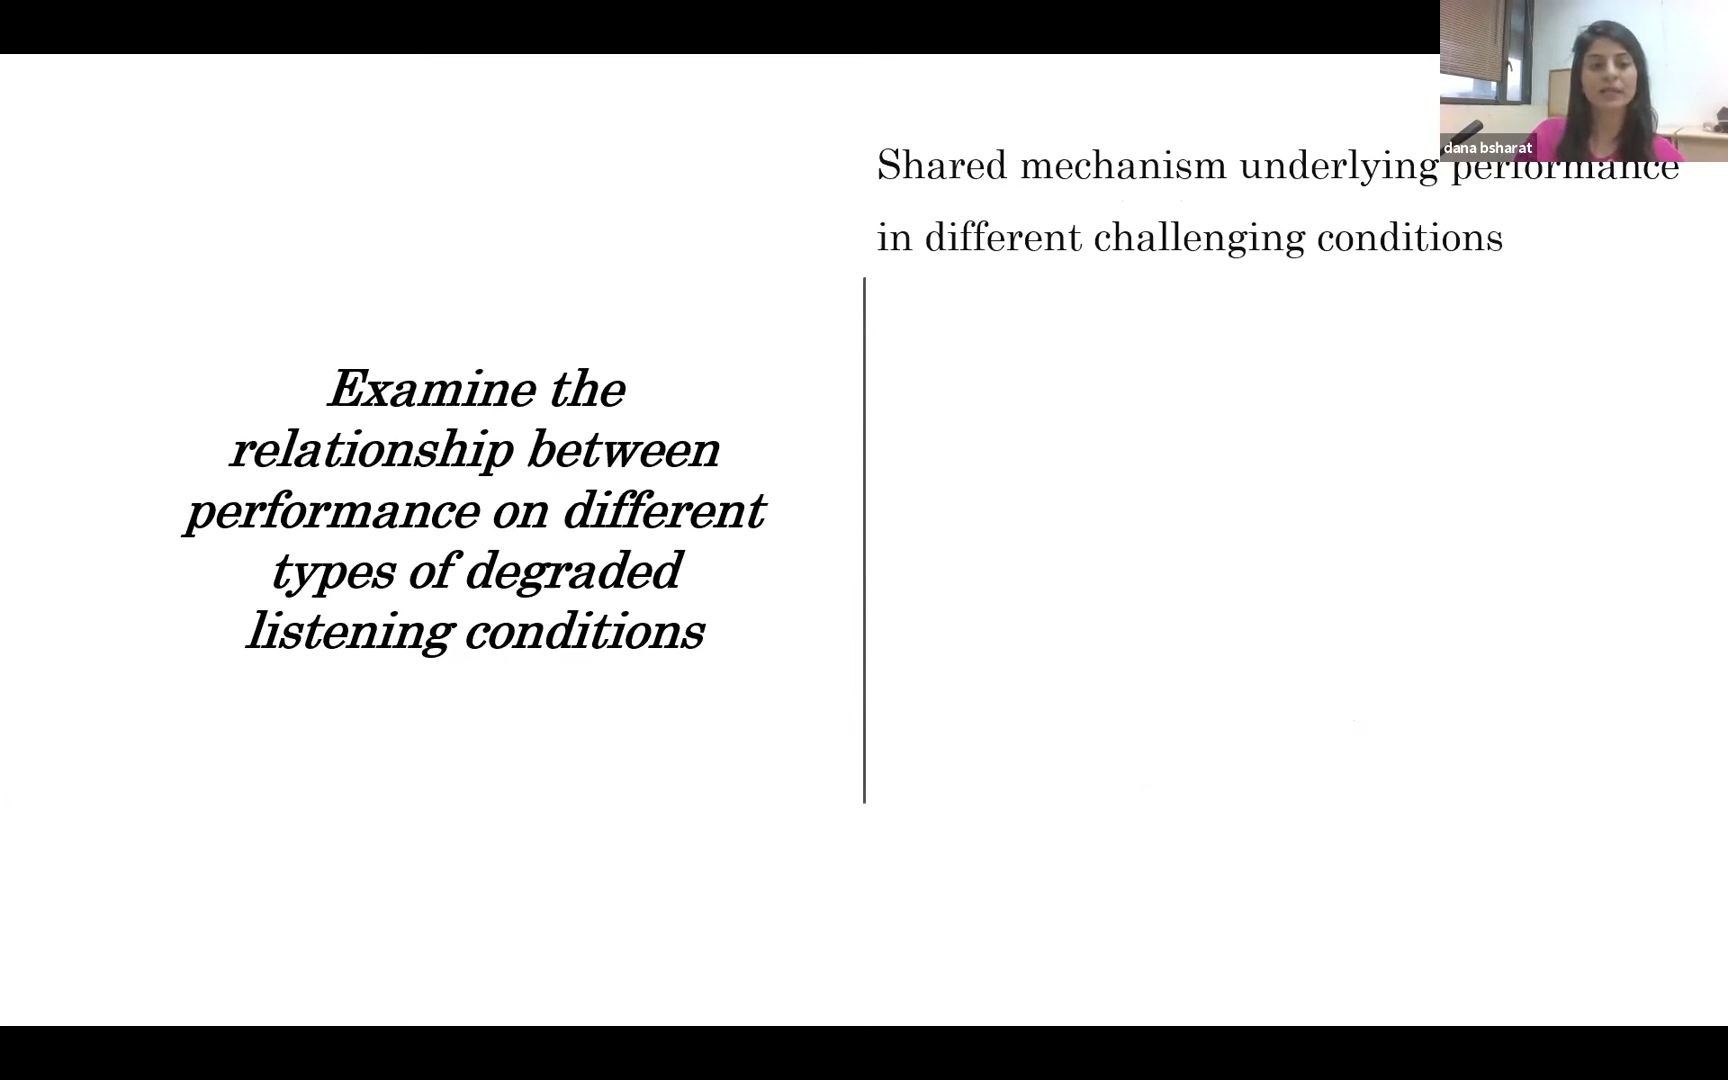 dana bsharat
Shared mechanism underlying performance
in different challenging conditions
Examine the
relationship between
performance on different
types of degraded
listening conditions